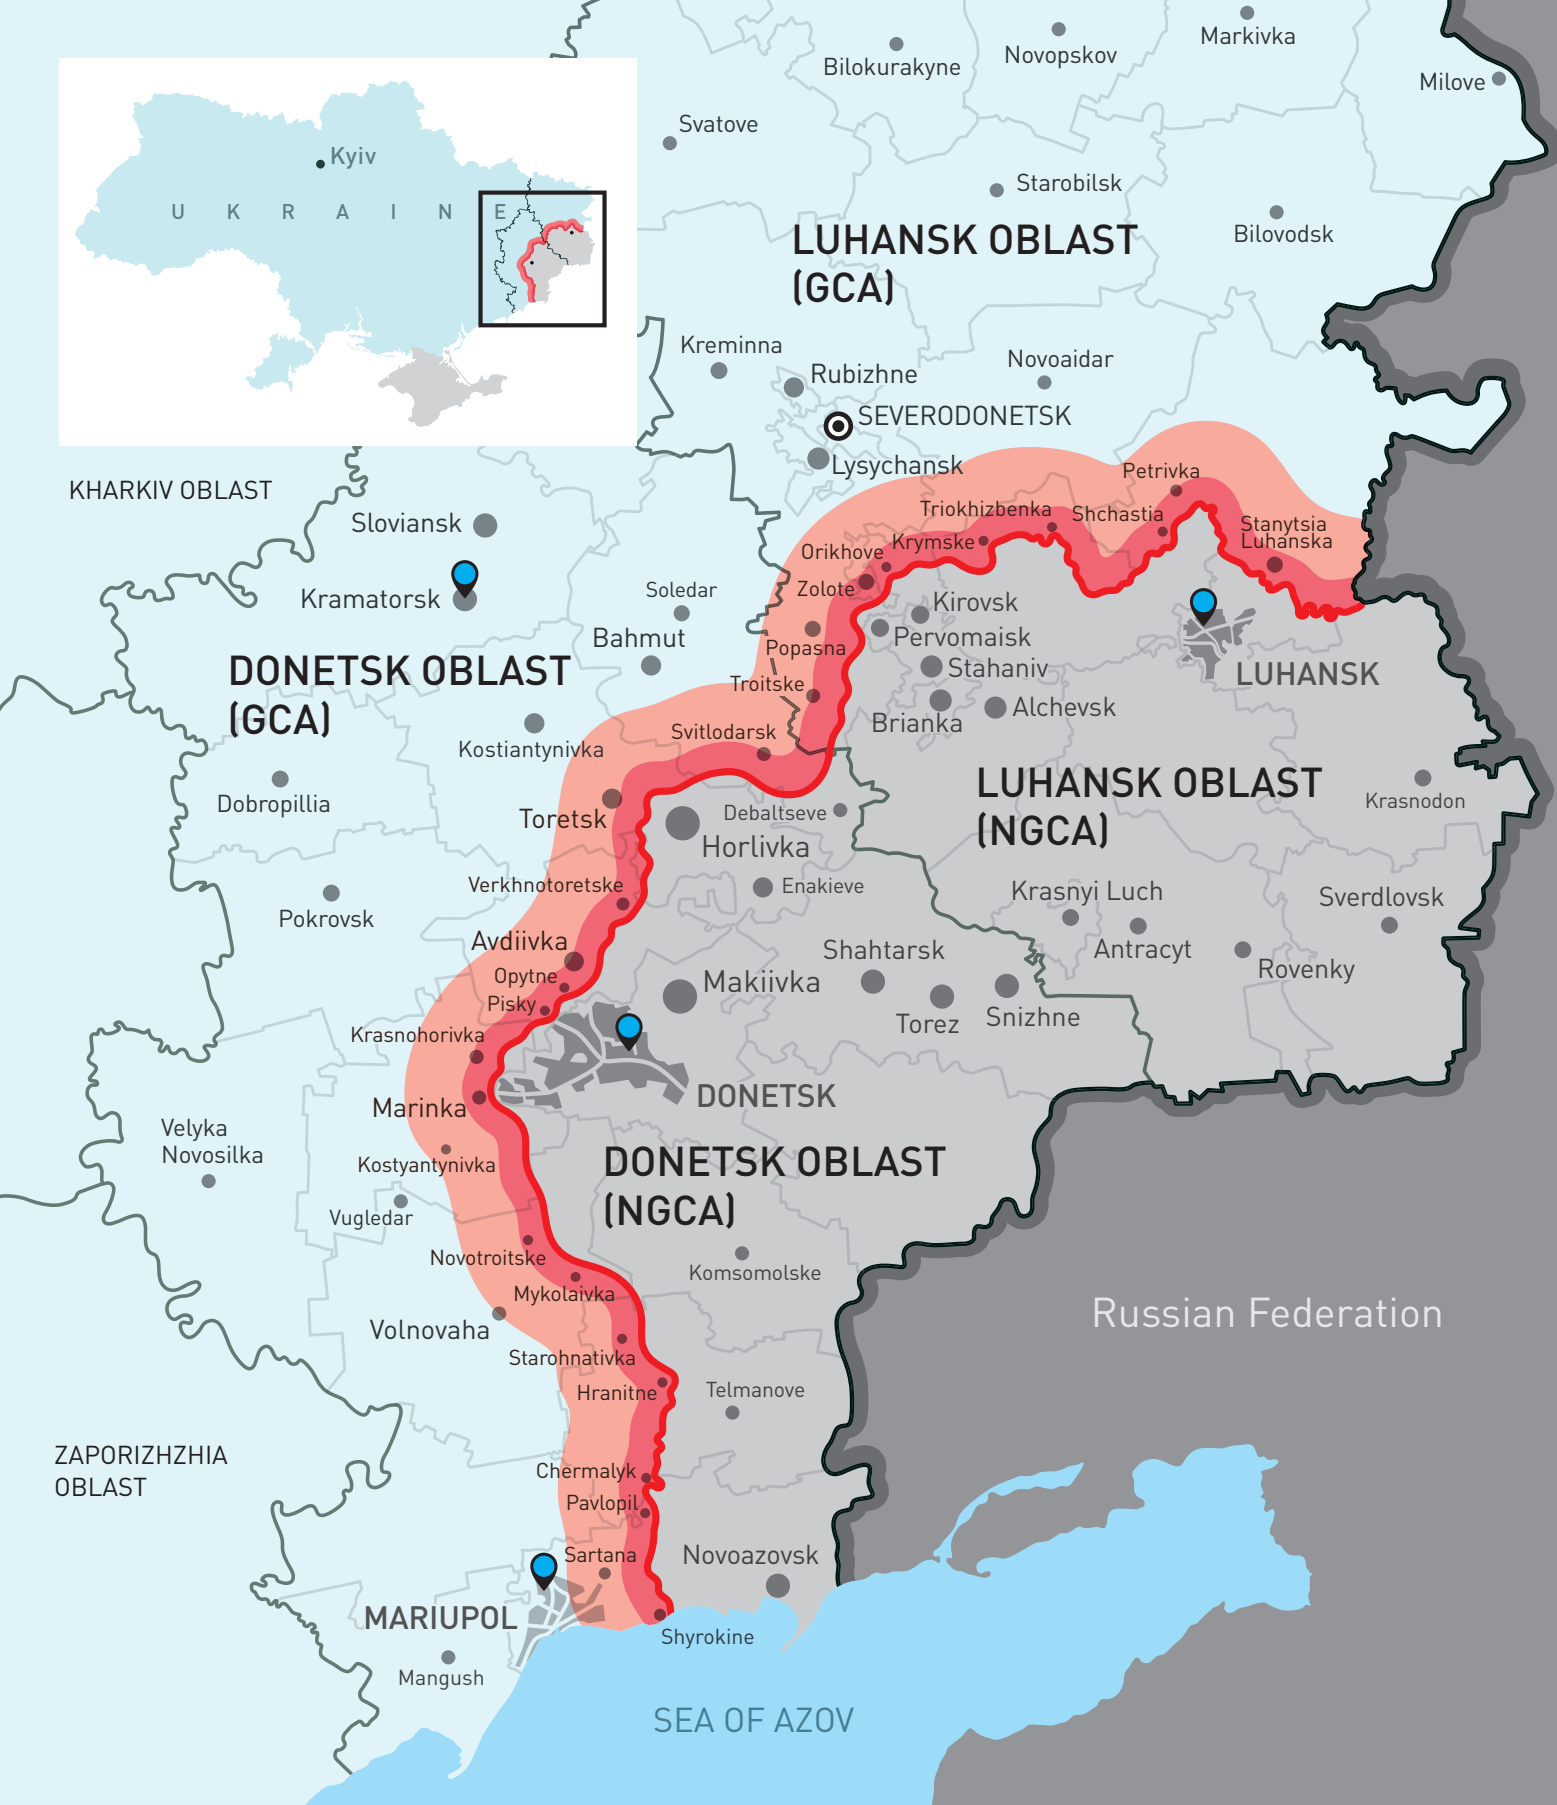 Markivka
Novopskov
Bilokurakyne
Milove
Svatove
Kyiv
Starobilsk
U K R A I N E
Bilovodsk
LUHANSK OBLAST
(GCA)
Kreminna
Novoaidar
Rubizhne
SEVERODONETSK
Lysychansk
Petrivka
KHARKIV OBLAST
Triokhizbenka
Shchastia
Sloviansk
Stanytsia
Luhanska
Krymske
Orikhove
Zolote
Soledar
Kramatorsk
Kirovsk
Bahmut
Pervomaisk
Popasna
DONETSK OBLAST
(GCA)
Stahaniv
LUHANSK
Troitske
Alchevsk
Brianka
Svitlodarsk
Kostiantynivka
LUHANSK OBLAST
(NGCA)
Dobropillia
Krasnodon
Toretsk
Debaltseve
Horlivka
Verkhnotoretske
Enakieve
Krasnyi Luch
Sverdlovsk
Pokrovsk
Avdiivka
Shahtarsk
Antracyt
Opytne
Makiivka
Rovenky
Pisky
Torez
Snizhne
Krasnohorivka
DONETSK
Marinka
Velyka
Novosilka
Kostyantynivka
DONETSK OBLAST
(NGCA)
Vugledar
Novotroitske
Komsomolske
Mykolaivka
Russian Federation
Volnovaha
Starohnativka
Hranitne
Telmanove
ZAPORIZHZHIA
OBLAST
Chermalyk
Pavlopil
Sartana
Novoazovsk
MARIUPOL
Shyrokine
Mangush
SEA OF AZOV